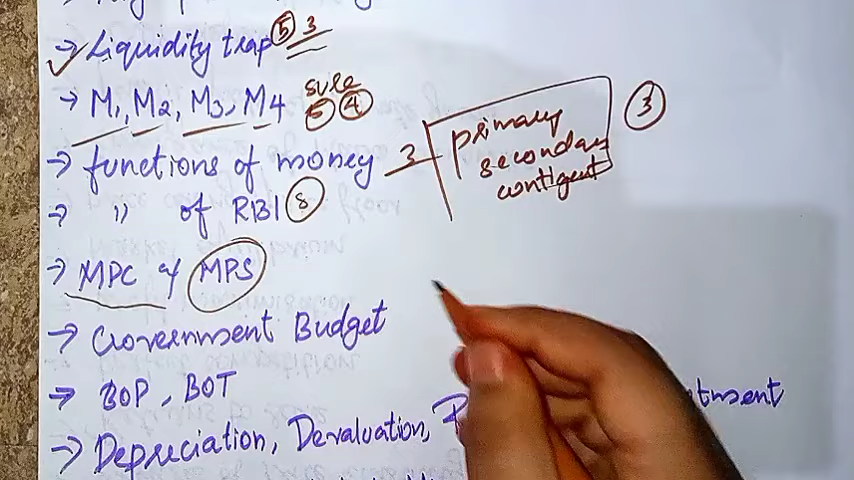 → Liquidity trap ⑤ 3
→ M1, M2, M3, M4 sure ⑤ ④
→ functions of money 3 primary secondary contigent ③
→ " of RBI ⑧
→ MPC & MPS
→ Government Budget
→ BOP, BOT
→ Depreciation, Devaluation,